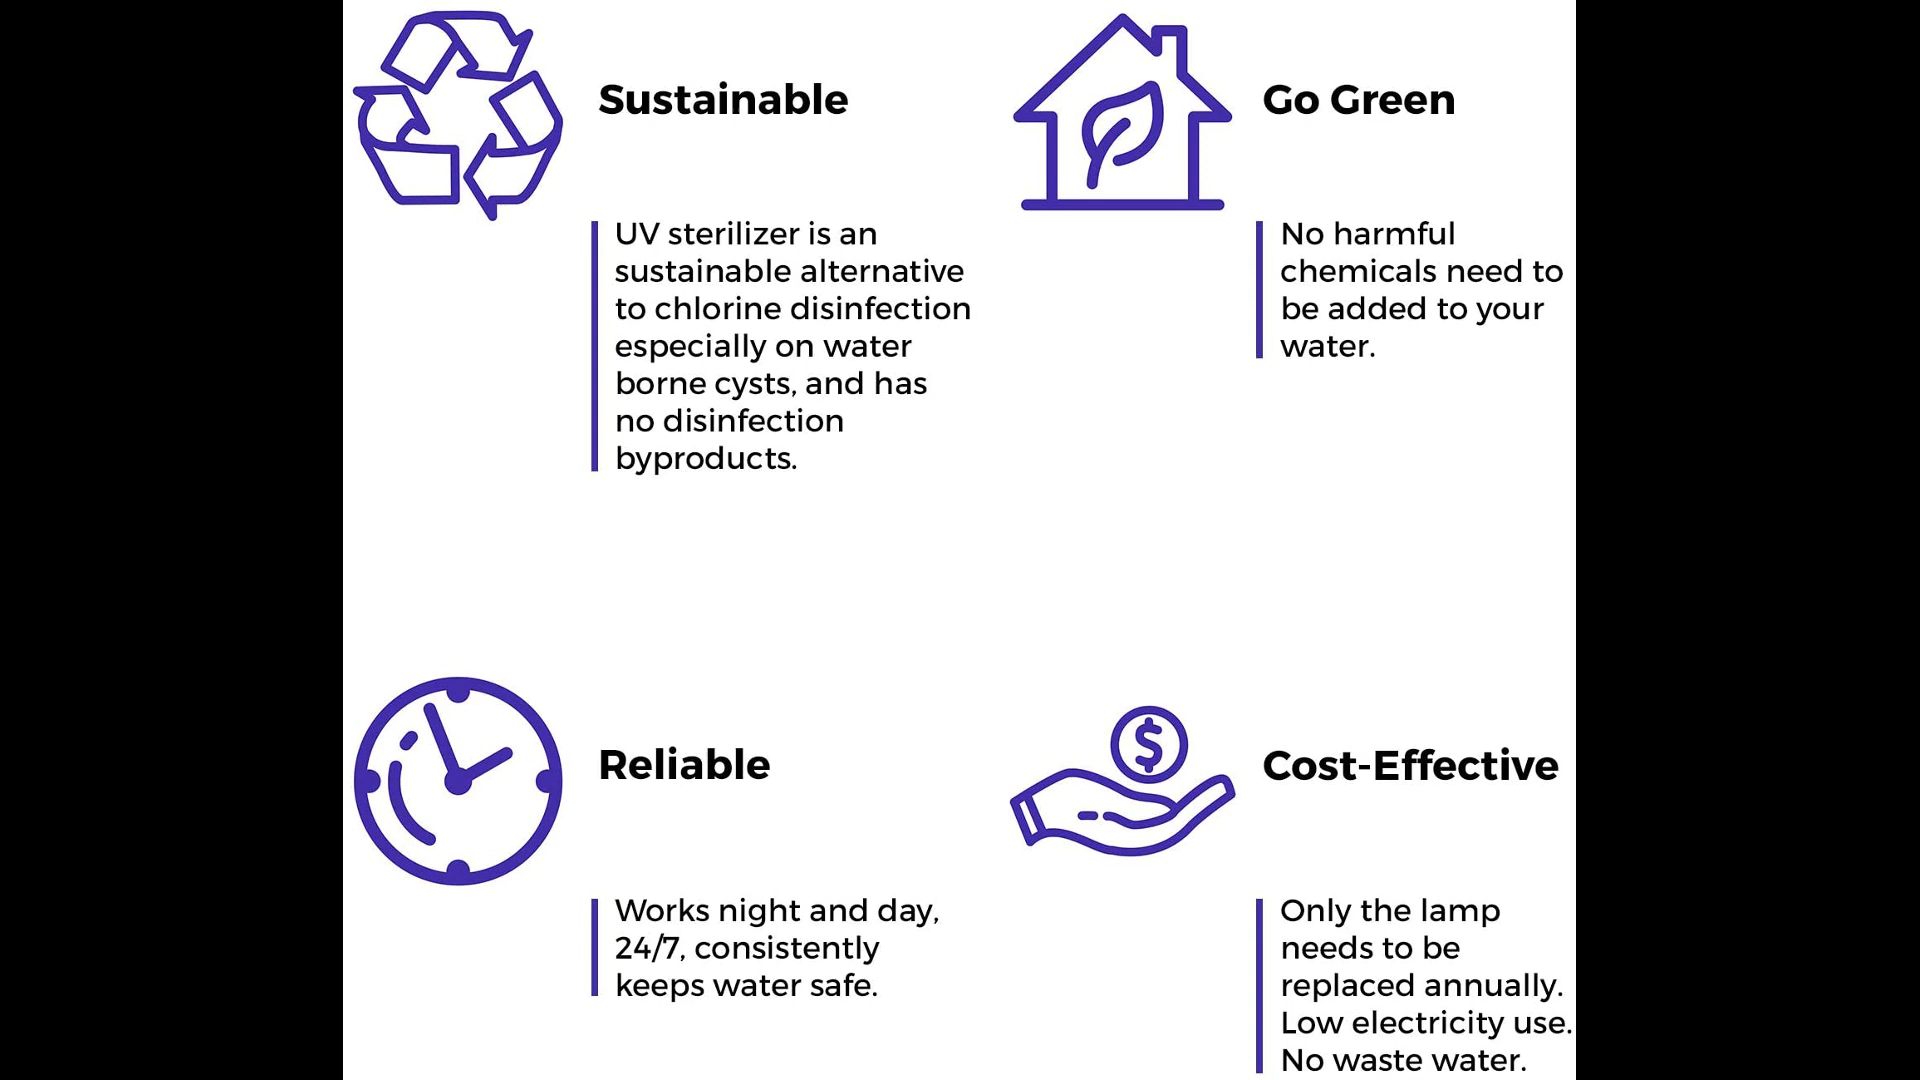 Sustainable
UV sterilizer is an
sustainable alternative
to chlorine disinfection
especially on water
borne cysts, and has
no disinfection
byproducts.
Go Green
No harmful
chemicals need to
be added to your
water.
Reliable
Works night and day,
24/7, consistently
keeps water safe.
$
Cost-Effective
Only the lamp
needs to be
replaced annually.
Low electricity use.
No waste water.